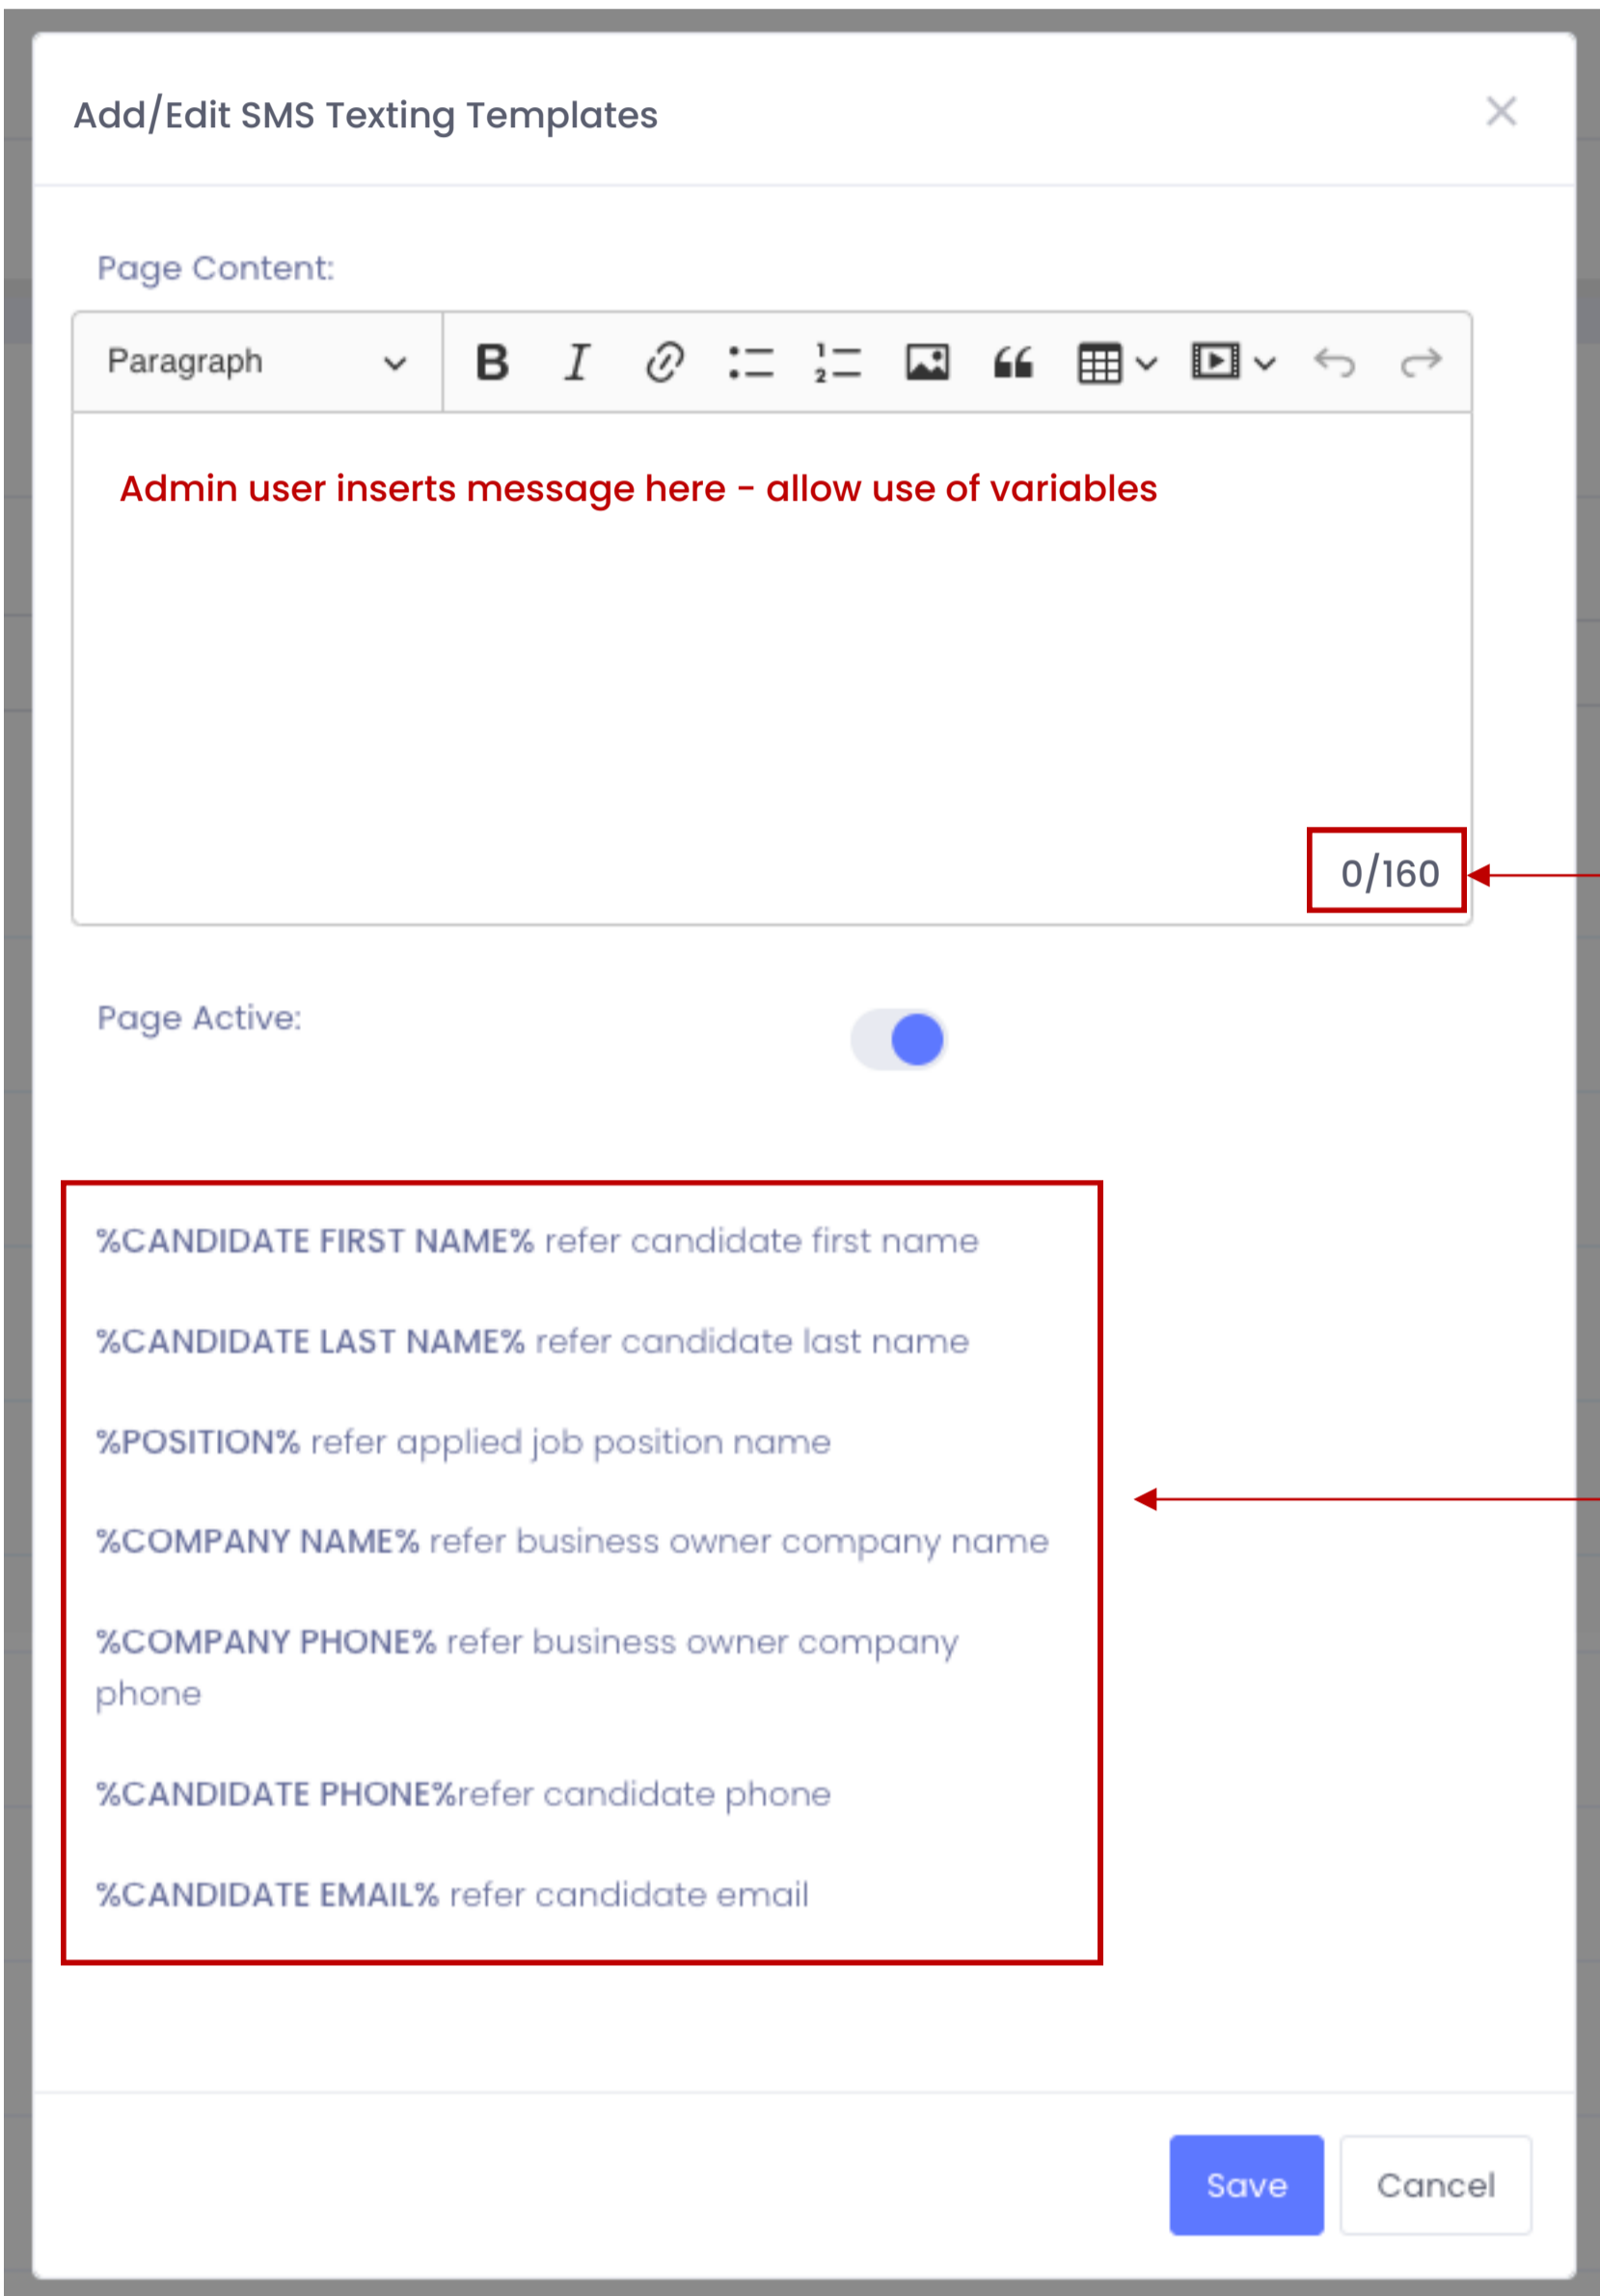 Add/Edit SMS Texting Templates
Page Content:
Paragraph
Admin user inserts message here - allow use of variables
0/160
Page Active:
%CANDIDATE FIRST NAME% refer candidate first name
%CANDIDATE LAST NAME% refer candidate last name
%POSITION% refer applied job position name
%COMPANY NAME% refer business owner company name
%COMPANY PHONE% refer business owner company
phone
%CANDIDATE PHONE%refer candidate phone
%CANDIDATE EMAIL% refer candidate email
Save Cancel